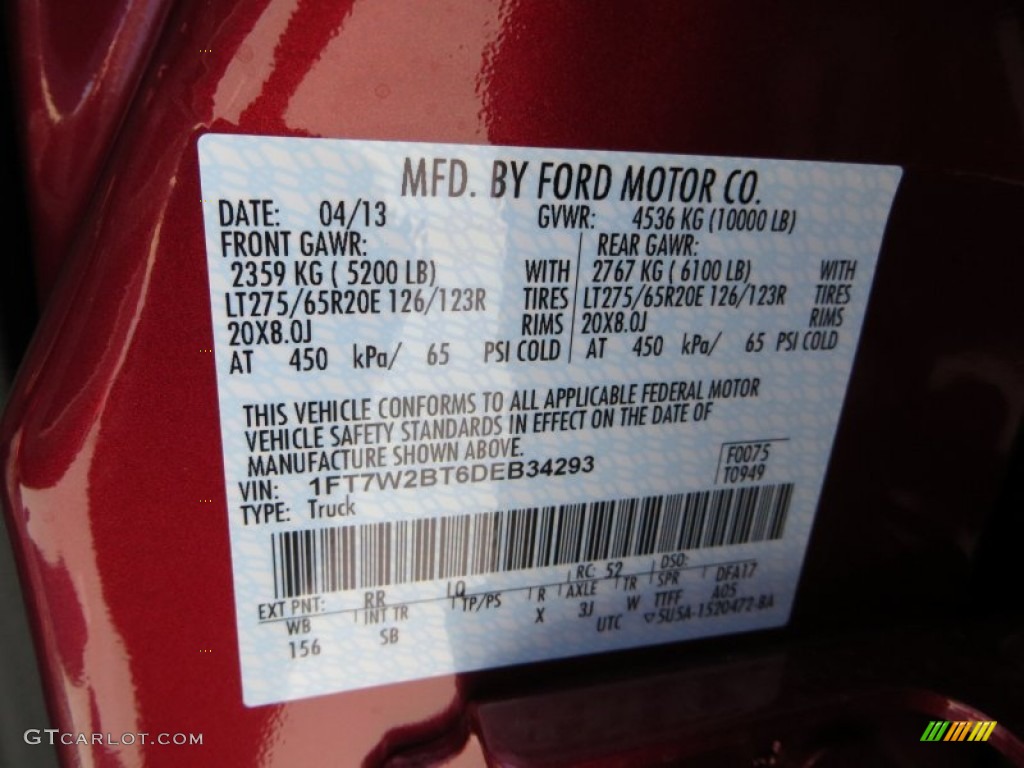 MFD. BY FORD MOTOR CO.
DATE: 04/13 GVWR: 4536 KG (10000 LB)
FRONT GAWR: REAR GAWR:
2359 KG ( 5200 LB) WITH 2767 KG ( 6100 LB) WITH
LT275/65R20E 126/123R TIRES LT275/65R20E 126/123R TIRES
20X8.0J RIMS 20X8.0J RIMS
AT 450 kPa/ 65 PSI COLD AT 450 kPa/ 65 PSI COLD
THIS VEHICLE CONFORMS TO ALL APPLICABLE FEDERAL MOTOR
VEHICLE SAFETY STANDARDS IN EFFECT ON THE DATE OF
MANUFACTURE SHOWN ABOVE.
VIN: 1FT7W2BT6DEB34293 F0075
TYPE: Truck T0949
EXT PNT: RR LQ RC: 52 DSO:
WB INT TR TP/PS R AXLE TR SPR DFA17
156 SB X 3J W TTFF A05
UTC ▽5U5A-1520472-BA
GTCARLOT.COM